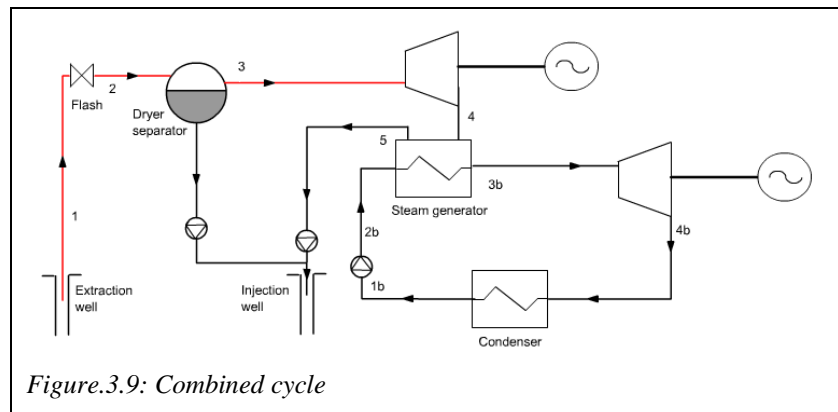 3
Flash
2
Dryer
separator
4
5
3b
Steam generator
2b
4b
1
Extraction
well
Injection
well
1b
Condenser
Figure.3.9: Combined cycle